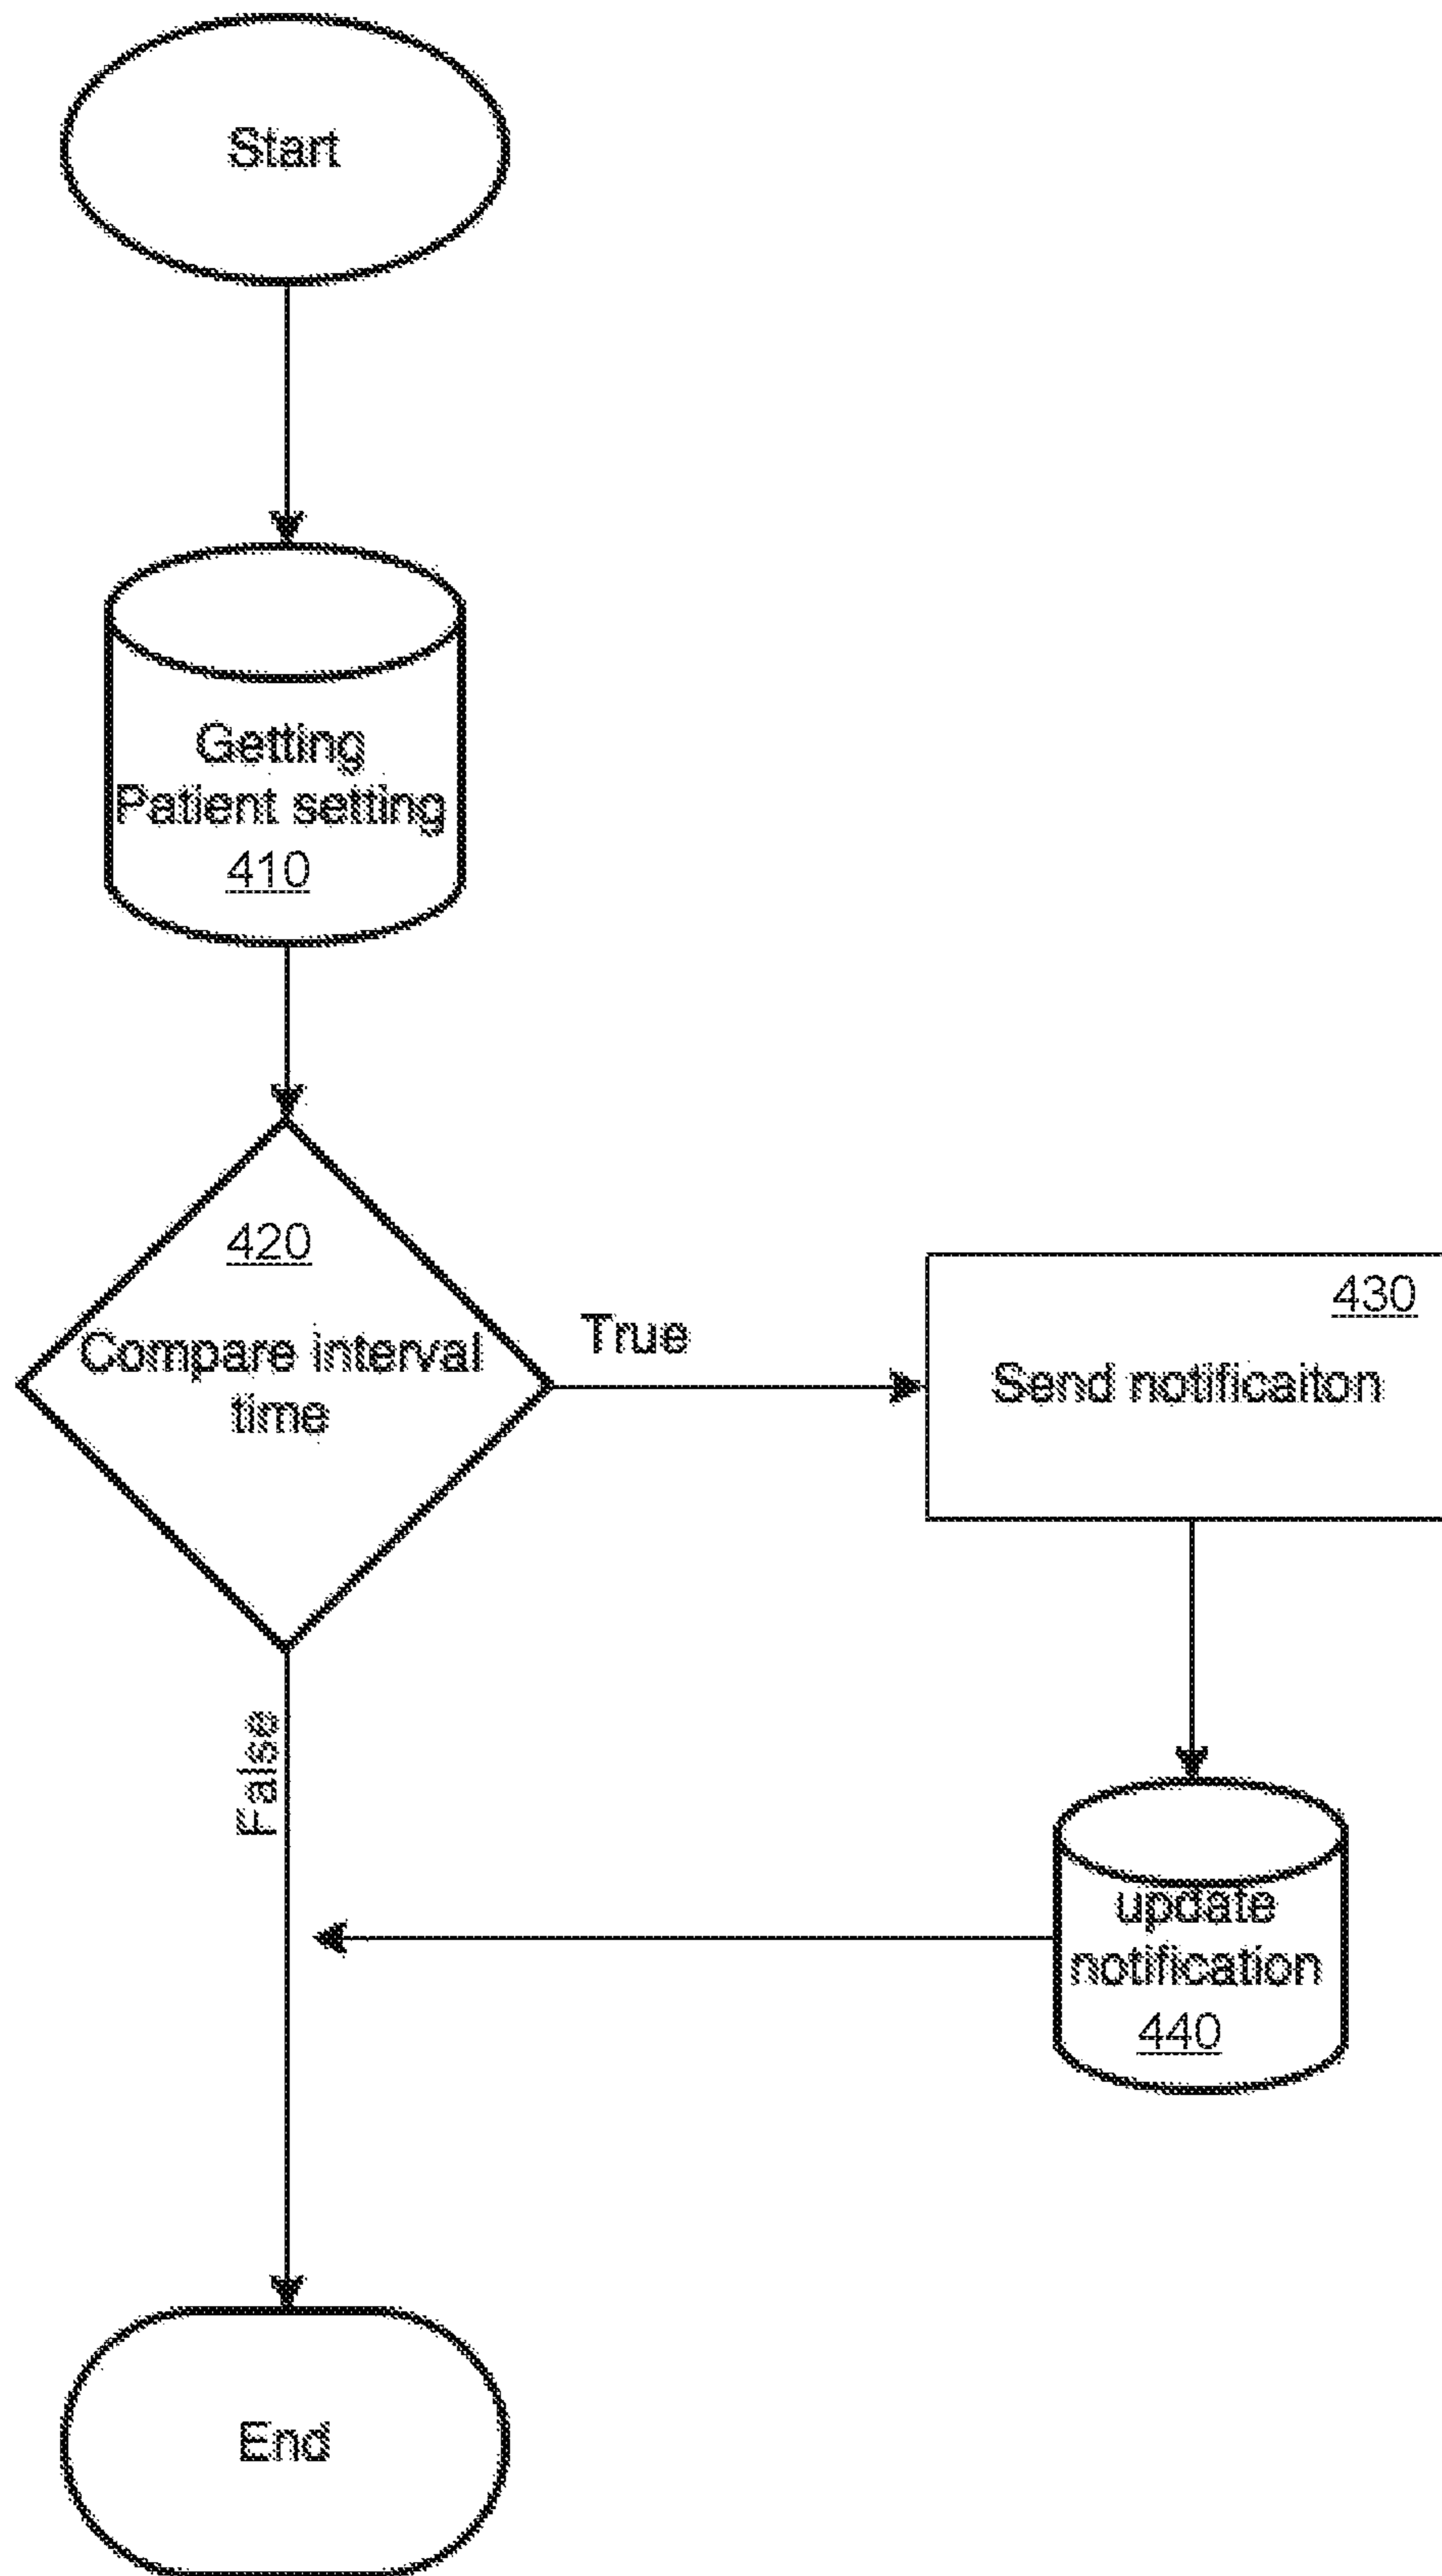 Start
Getting
Patient setting
410
420
Compare interval
time
True
430
Send notificaiton
False
update
notification
440
End